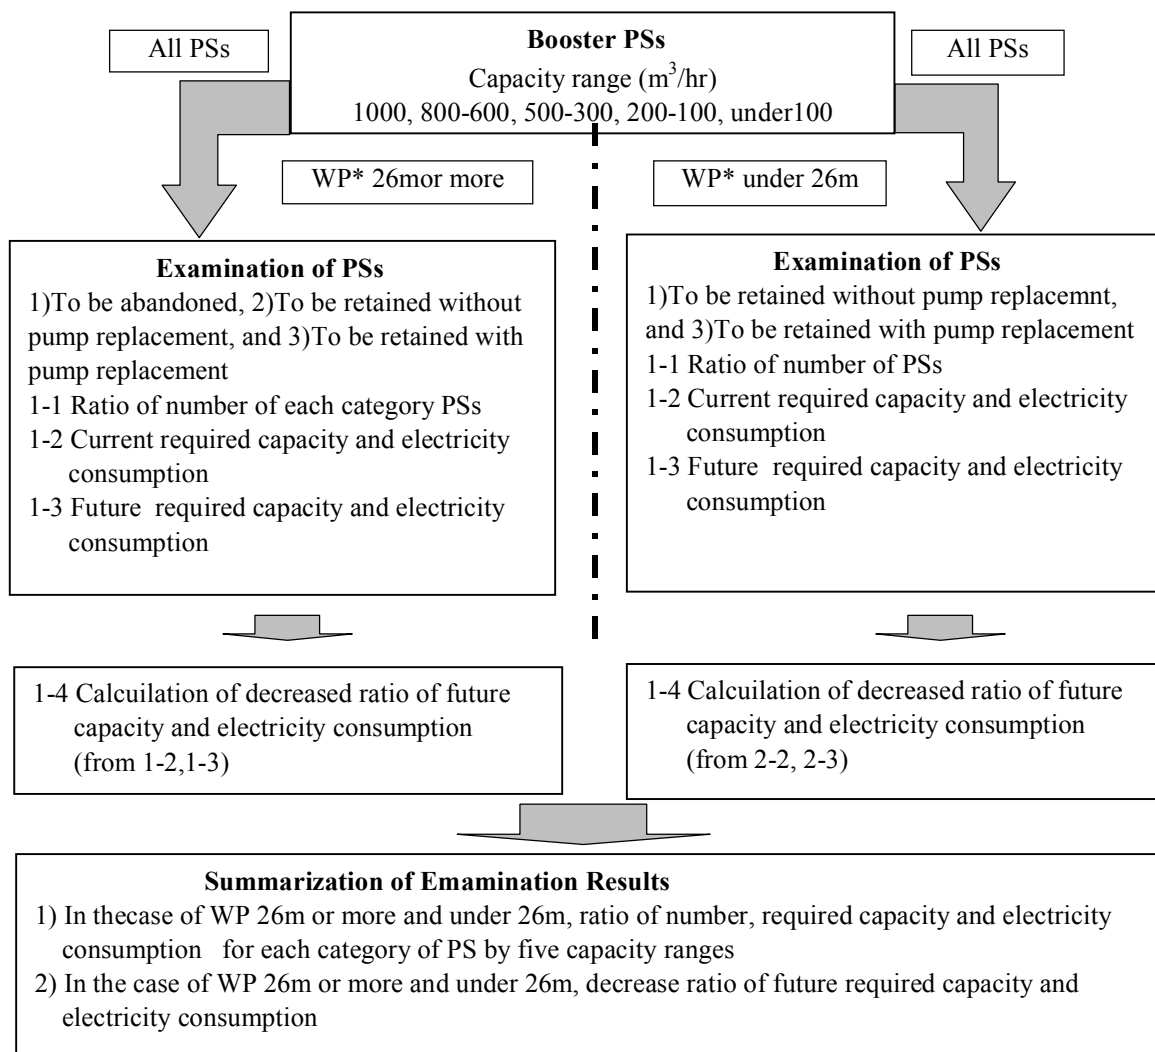 All PSs
Booster PSs
Capacity range (m³/hr)
1000, 800-600, 500-300, 200-100, under100
All PSs
WP* 26mor more
WP* under 26m
Examination of PSs
1)To be abandoned, 2)To be retained without
pump replacement, and 3)To be retained with
pump replacement
1-1 Ratio of number of each category PSs
1-2 Current required capacity and electricity
consumption
1-3 Future required capacity and electricity
consumption
Examination of PSs
1)To be retained without pump replacemnt,
and 3)To be retained with pump replacement
1-1 Ratio of number of PSs
1-2 Current required capacity and electricity
consumption
1-3 Future required capacity and electricity
consumption
1-4 Calcuilation of decreased ratio of future
capacity and electricity consumption
(from 1-2,1-3)
1-4 Calcuilation of decreased ratio of future
capacity and electricity consumption
(from 2-2, 2-3)
Summarization of Emamination Results
1) In thecase of WP 26m or more and under 26m, ratio of number, required capacity and electricity
consumption for each category of PS by five capacity ranges
2) In the case of WP 26m or more and under 26m, decrease ratio of future required capacity and
electricity consumption